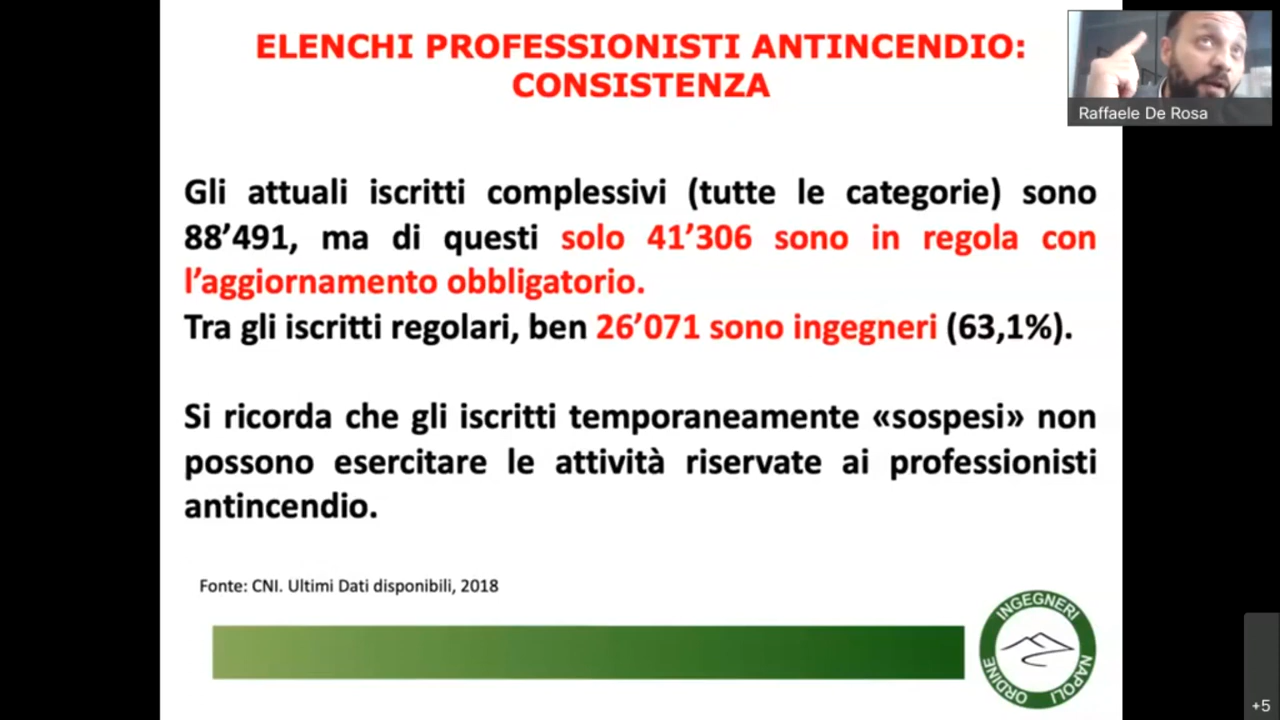 ELENCHI PROFESSIONISTI ANTINCENDIO:
CONSISTENZA
Raffaele De Rosa
Gli attuali iscritti complessivi (tutte le categorie) sono
88’491, ma di questi solo 41’306 sono in regola con
l’aggiornamento obbligatorio.
Tra gli iscritti regolari, ben 26’071 sono ingegneri (63,1%).
Si ricorda che gli iscritti temporaneamente «sospesi» non
possono esercitare le attività riservate ai professionisti
antincendio.
Fonte: CNI. Ultimi Dati disponibili, 2018
ORDINE INGEGNERI NAPOLI
+5